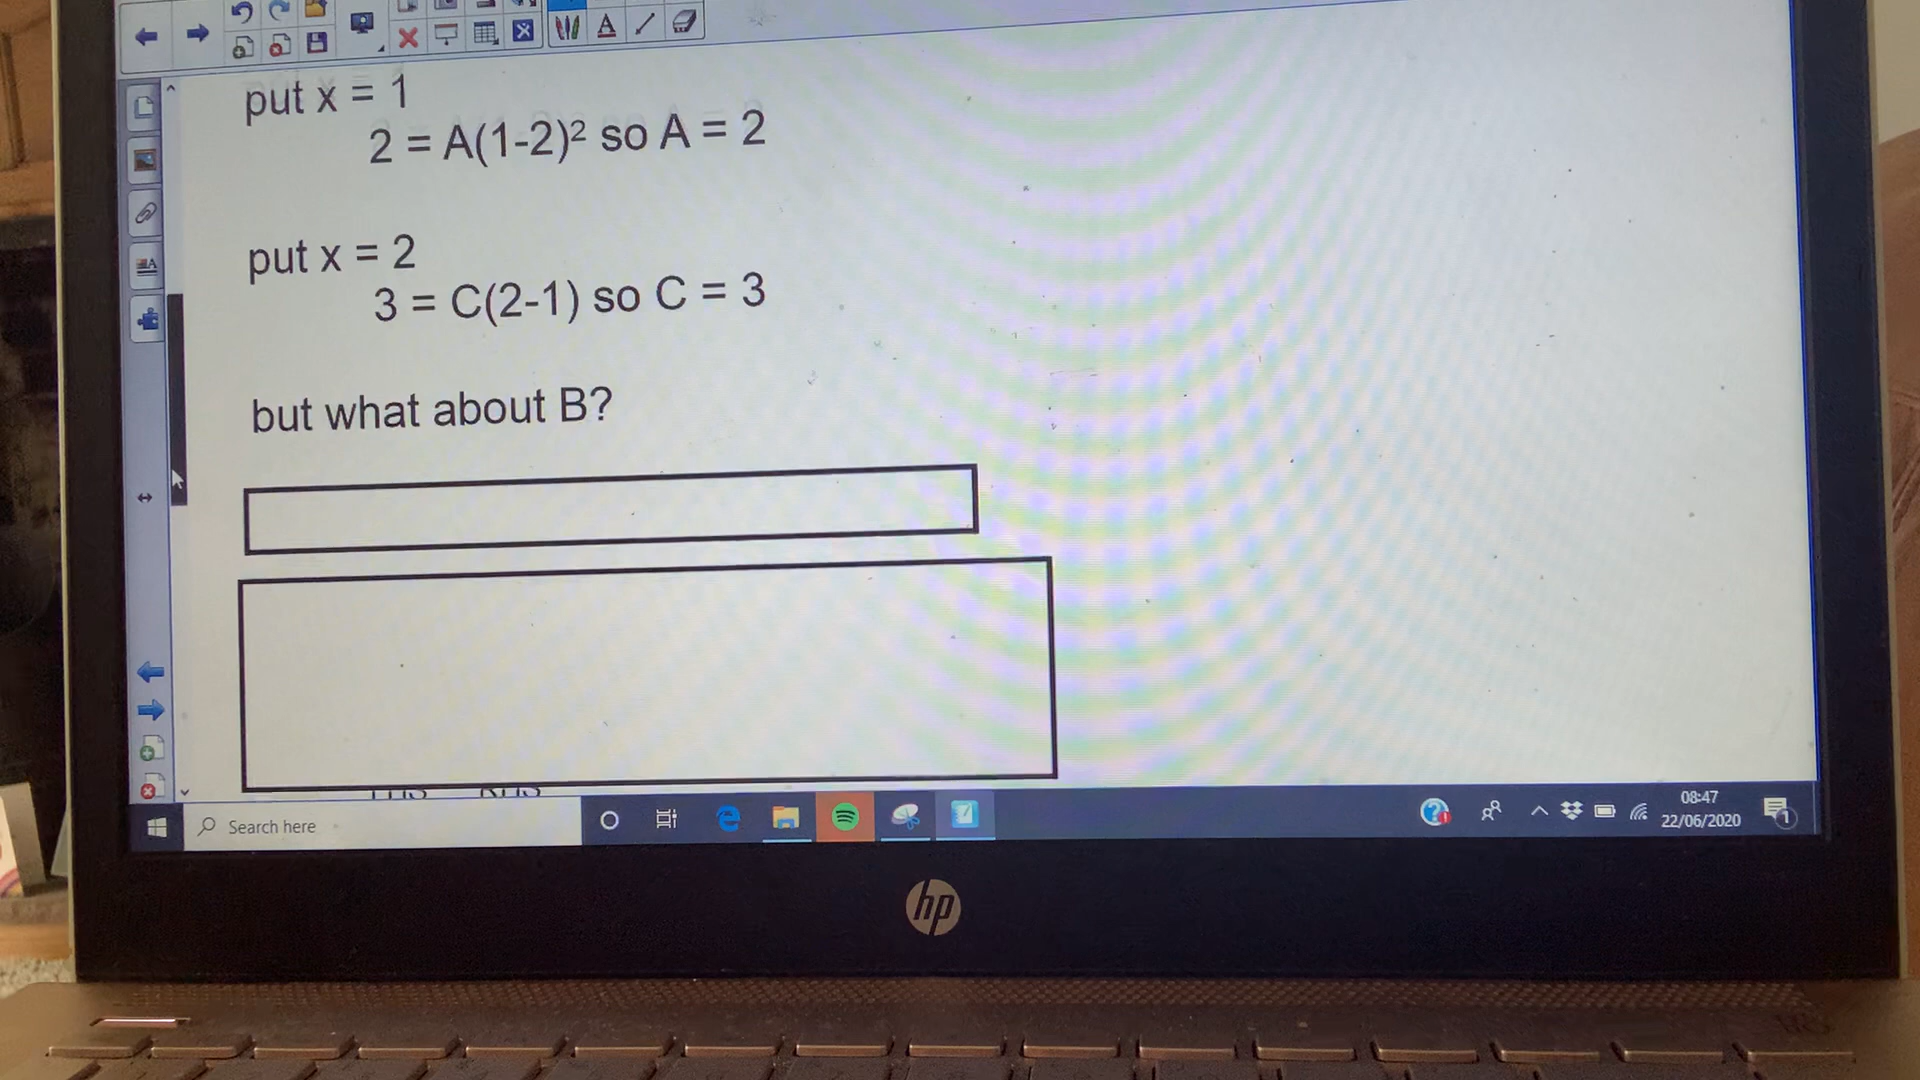 put x = 1
2 = A(1-2)² so A = 2
put x = 2
3 = C(2-1) so C = 3
but what about B?
Search here
08:47
22/06/2020
1
hp